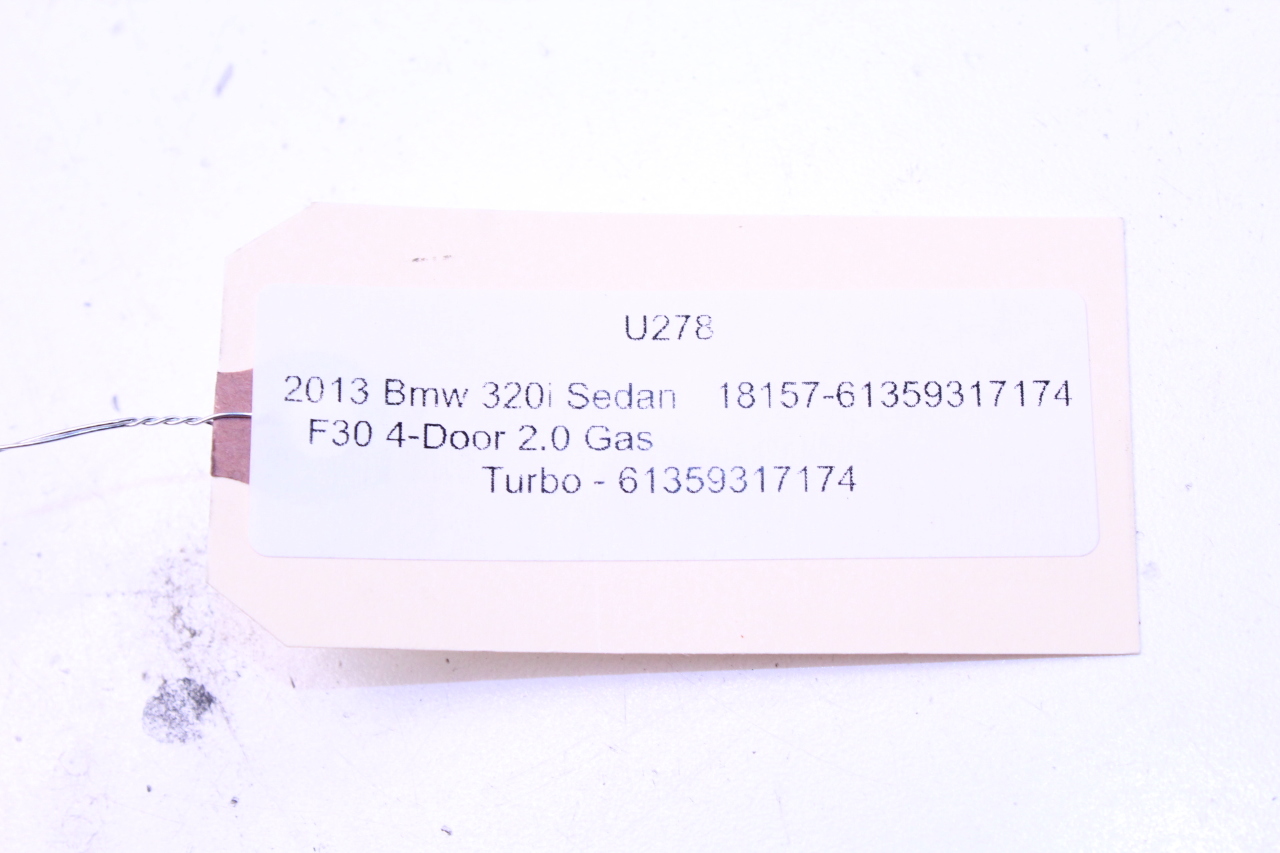 U278
2013 Bmw 320i Sedan 18157-61359317174
F30 4-Door 2.0 Gas
Turbo - 61359317174